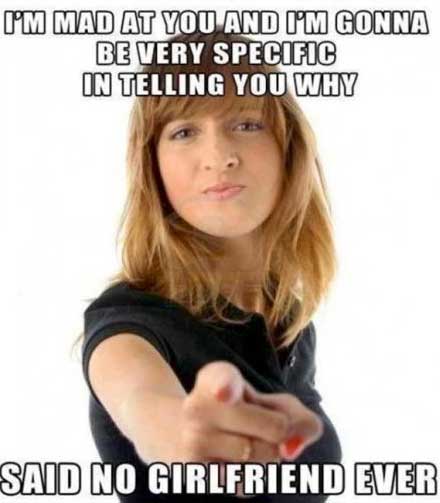 I'M MAD AT YOU AND I'M GONNA
BE VERY SPECIFIC
IN TELLING YOU WHY
SAID NO GIRLFRIEND EVER